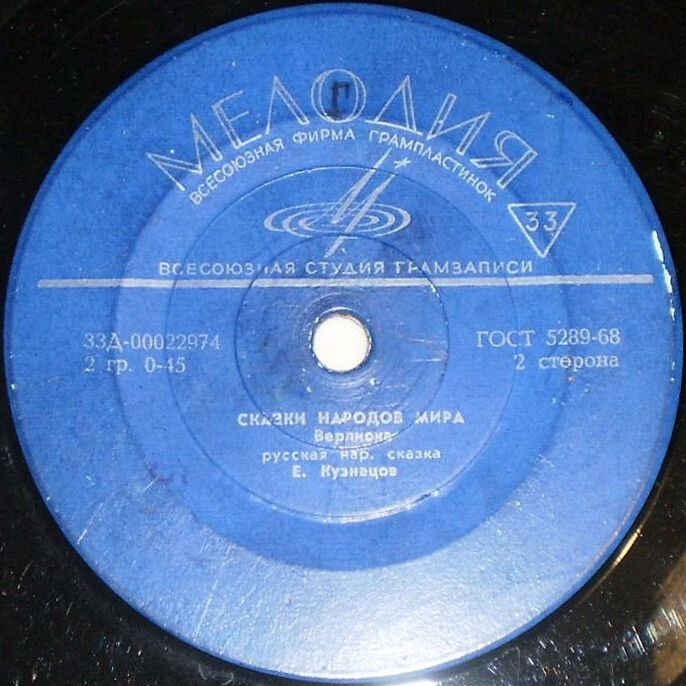 Г
МЕЛОДИЯ
ВСЕСОЮЗНАЯ ФИРМА ГРАМПЛАСТИНОК
33
ВСЕСОЮЗНАЯ СТУДИЯ ГРАМЗАПИСИ
33Д-00022974
ГОСТ 5289-68
2 гр. 0-45
2 сторона
СКАЗКИ НАРОДОВ МИРА
Верлиока
русская нар. сказка
Е. Кузнецов